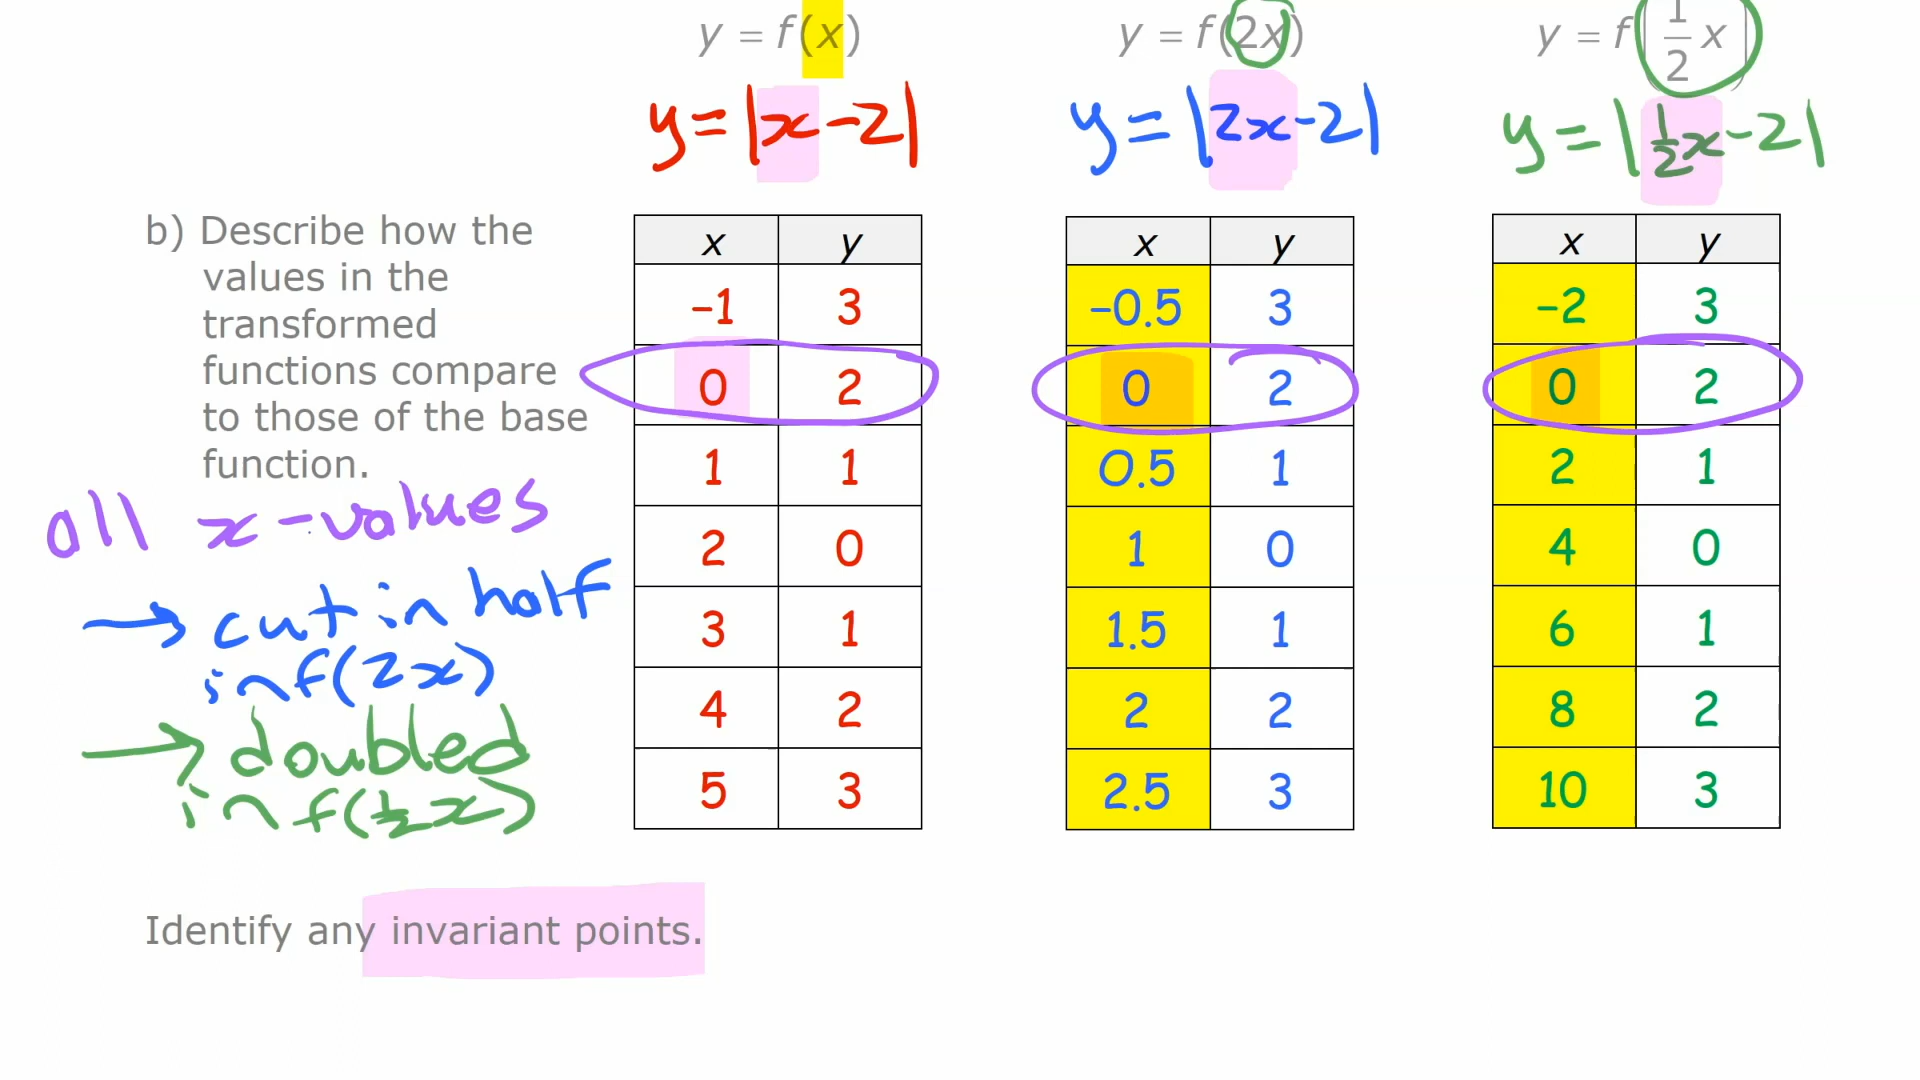 y = f(x)
y = |x-2|
y = f(2x)
y = |2x-2|
y = f(1/2 x)
y = |1/2x-2|
b) Describe how the
values in the
transformed
functions compare
to those of the base
function.
all x-values
→ cut in half
in f(2x)
→ doubled
in f(1/2x)
x y
-1 3
0 2
1 1
2 0
3 1
4 2
5 3
x y
-0.5 3
0 2
0.5 1
1 0
1.5 1
2 2
2.5 3
x y
-2 3
0 2
2 1
4 0
6 1
8 2
10 3
Identify any invariant points.